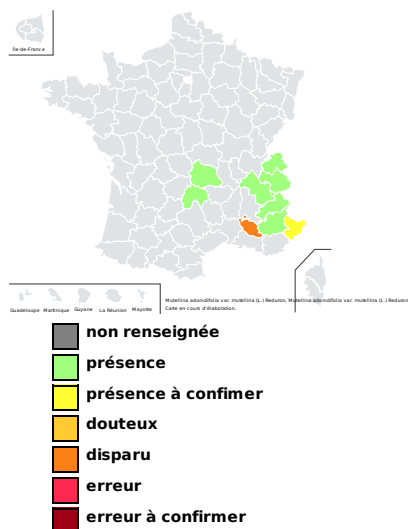 Île-de-France
Guadeloupe Martinique Guyane La Réunion Mayotte
Mutellina adonidifolia var. mutellina (L.) Reduron, Mutellina adonidifolia var. mutellina (L.) Reduron
Carte en cours d'élaboration.
non renseignée
présence
présence à confimer
douteux
disparu
erreur
erreur à confirmer